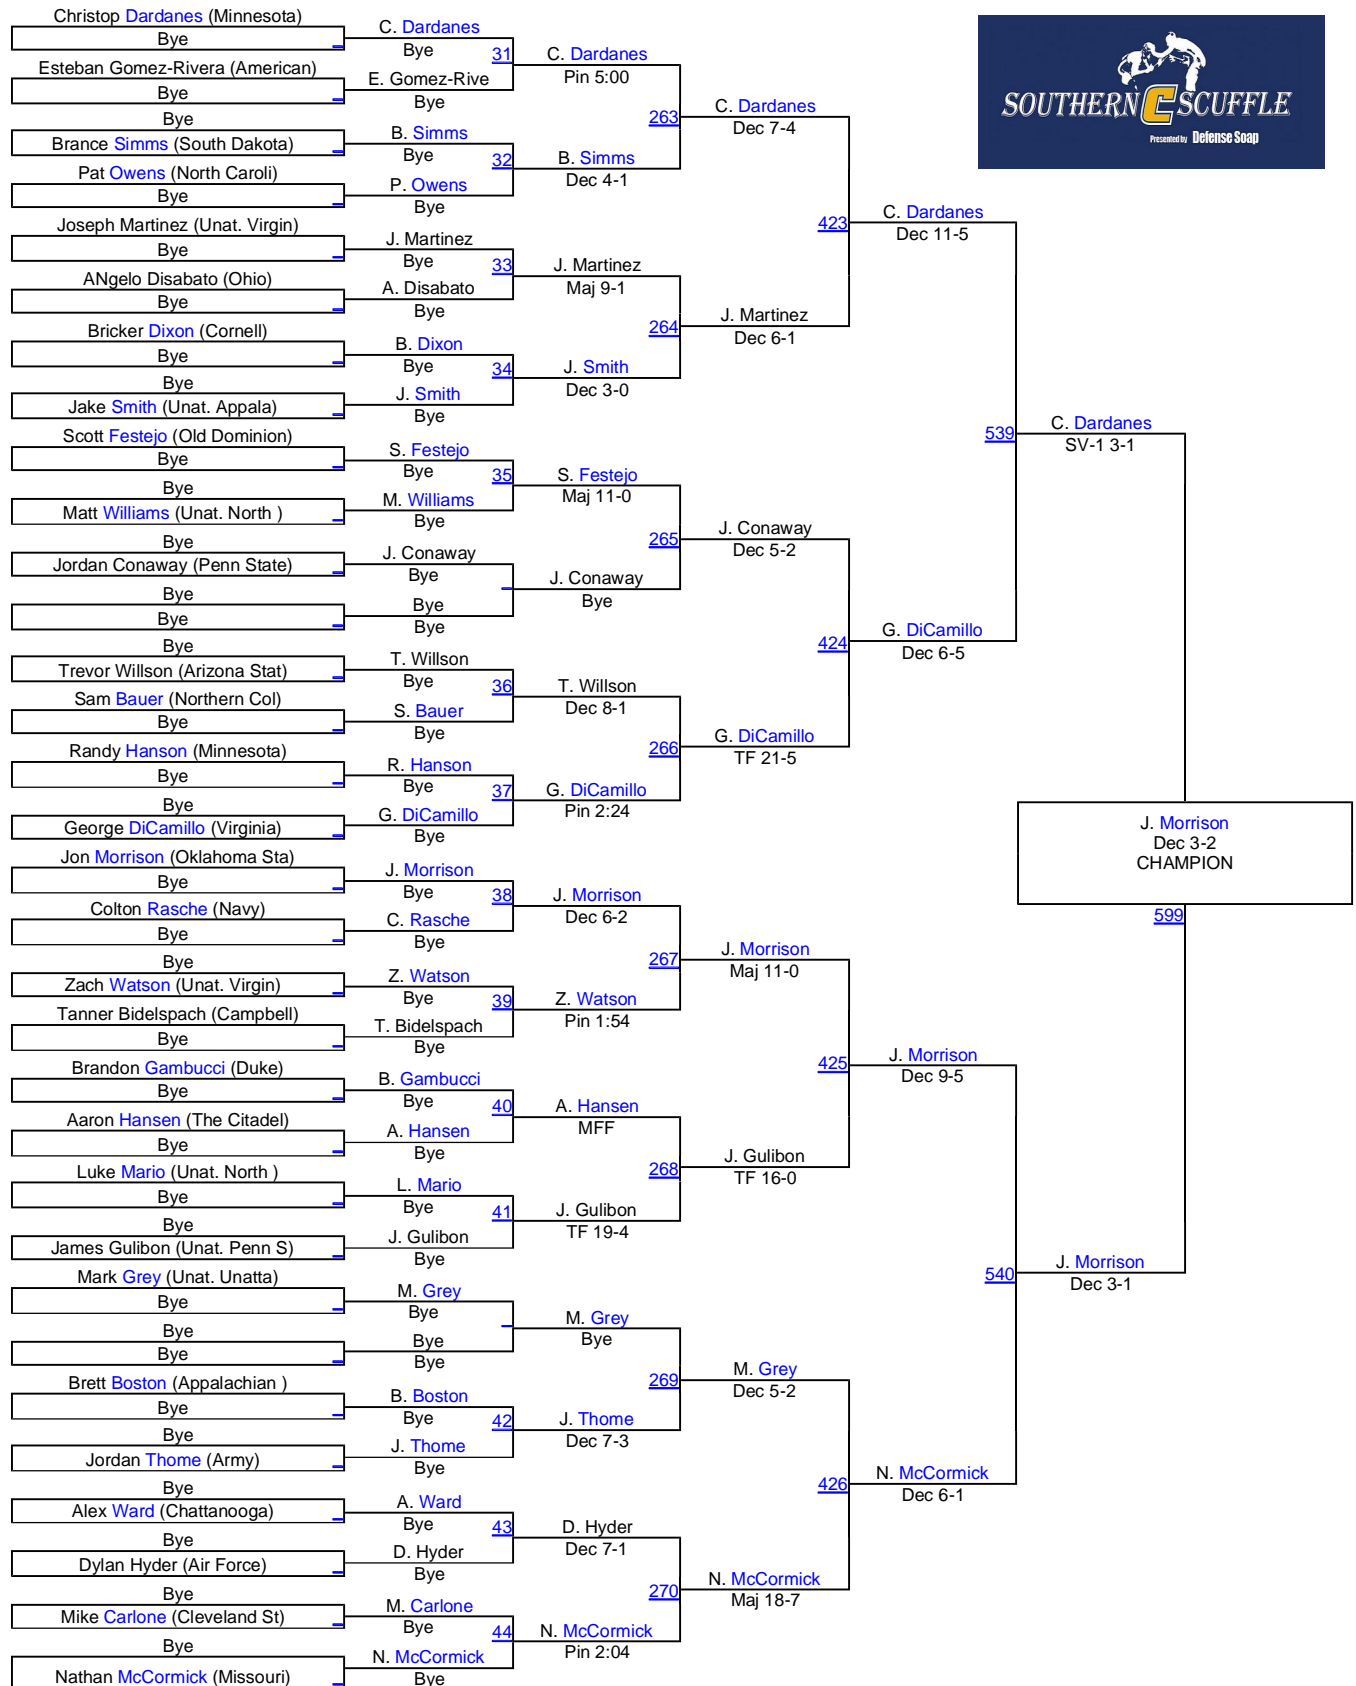 Christop Dardanes (Minnesota)
Bye
Esteban Gomez-Rivera (American)
Bye
Bye
Brance Simms (South Dakota)
Pat Owens (North Caroli)
Bye
Joseph Martinez (Unat. Virgin)
Bye
ANgelo Disabato (Ohio)
Bye
Bricker Dixon (Cornell)
Bye
Bye
Jake Smith (Unat. Appala)
Scott Festejo (Old Dominion)
Bye
Bye
Matt Williams (Unat. North )
Bye
Jordan Conaway (Penn State)
Bye
Bye
Bye
Trevor Willson (Arizona Stat)
Sam Bauer (Northern Col)
Bye
Randy Hanson (Minnesota)
Bye
Bye
George DiCamillo (Virginia)
Jon Morrison (Oklahoma Sta)
Bye
Colton Rasche (Navy)
Bye
Bye
Zach Watson (Unat. Virgin)
Tanner Bidelspach (Campbell)
Bye
Brandon Gambucci (Duke)
Bye
Aaron Hansen (The Citadel)
Bye
Luke Mario (Unat. North )
Bye
Bye
James Gulibon (Unat. Penn S)
Mark Grey (Unat. Unatta)
Bye
Bye
Bye
Brett Boston (Appalachian )
Bye
Bye
Jordan Thome (Army)
Bye
Alex Ward (Chattanooga)
Bye
Dylan Hyder (Air Force)
Bye
Mike Carlone (Cleveland St)
Bye
Nathan McCormick (Missouri)
C. Dardanes
Bye
31
E. Gomez-Rive
Bye
B. Simms
Bye
32
P. Owens
Bye
J. Martinez
Bye
33
A. Disabato
Bye
B. Dixon
Bye
34
J. Smith
Bye
S. Festejo
Bye
35
M. Williams
Bye
J. Conaway
Bye
Bye
Bye
T. Willson
Bye
36
S. Bauer
Bye
R. Hanson
Bye
37
G. DiCamillo
Bye
J. Morrison
Bye
38
C. Rasche
Bye
Z. Watson
Bye
39
T. Bidelspach
Bye
B. Gambucci
Bye
40
A. Hansen
Bye
L. Mario
Bye
41
J. Gulibon
Bye
M. Grey
Bye
Bye
Bye
B. Boston
Bye
42
J. Thome
Bye
A. Ward
Bye
43
D. Hyder
Bye
M. Carlone
Bye
44
N. McCormick
Bye
C. Dardanes
Pin 5:00
263
B. Simms
Dec 4-1
J. Martinez
Maj 9-1
264
J. Smith
Dec 3-0
S. Festejo
Maj 11-0
265
J. Conaway
Bye
T. Willson
Dec 8-1
266
G. DiCamillo
Pin 2:24
J. Morrison
Dec 6-2
267
Z. Watson
Pin 1:54
A. Hansen
MFF
268
J. Gulibon
TF 19-4
M. Grey
Bye
269
J. Thome
Dec 7-3
D. Hyder
Dec 7-1
270
N. McCormick
Pin 2:04
C. Dardanes
Dec 7-4
423
J. Martinez
Dec 6-1
J. Conaway
Dec 5-2
424
G. DiCamillo
TF 21-5
J. Morrison
Maj 11-0
425
J. Gulibon
TF 16-0
M. Grey
Dec 5-2
426
N. McCormick
Maj 18-7
C. Dardanes
Dec 11-5
539
G. DiCamillo
Dec 6-5
J. Morrison
Dec 9-5
540
N. McCormick
Dec 6-1
C. Dardanes
SV-1 3-1
J. Morrison
Dec 3-1
SOUTHERN C SCUFFLE
Presented by Defense Soap
J. Morrison
Dec 3-2
CHAMPION
599